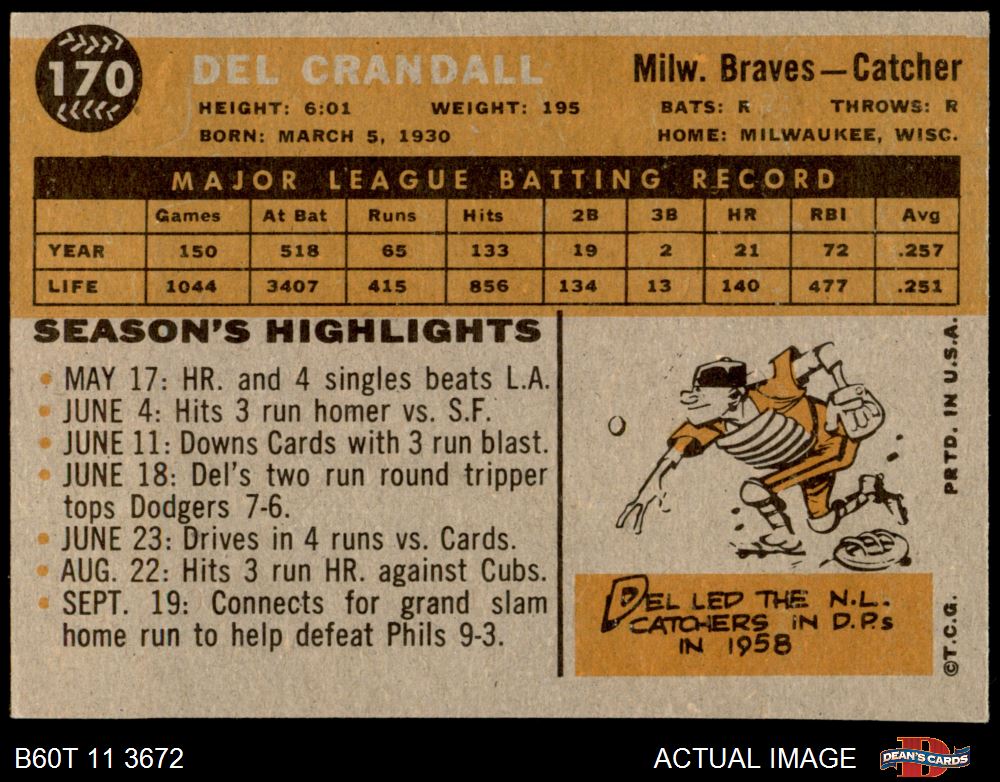 170
DEL CRANDALL
Milw. Braves—Catcher
HEIGHT: 6:01 WEIGHT: 195 BATS: R THROWS: R
BORN: MARCH 5, 1930 HOME: MILWAUKEE, WISC.
MAJOR LEAGUE BATTING RECORD
Games At Bat Runs Hits 2B 3B HR RBI Avg
YEAR 150 518 65 133 19 2 21 72 .257
LIFE 1044 3407 415 856 134 13 140 477 .251
SEASON'S HIGHLIGHTS
• MAY 17: HR. and 4 singles beats L.A.
• JUNE 4: Hits 3 run homer vs. S.F.
• JUNE 11: Downs Cards with 3 run blast.
• JUNE 18: Del's two run round tripper
tops Dodgers 7-6.
• JUNE 23: Drives in 4 runs vs. Cards.
• AUG. 22: Hits 3 run HR. against Cubs.
• SEPT. 19: Connects for grand slam
home run to help defeat Phils 9-3.
DEL LED THE N.L.
CATCHERS IN D.P.s
IN 1958
©T.C.G. PRTD. IN U.S.A.
B60T 11 3672 ACTUAL IMAGE DEAN'S CARDS